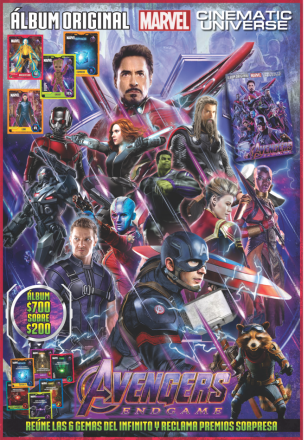 ÁLBUM ORIGINAL MARVEL CINEMATIC
UNIVERSE
ÁLBUM
$700
SOBRE
$200
AVENGERS
ENDGAME
REÚNE LAS 6 GEMAS DEL INFINITO Y RECLAMA PREMIOS SORPRESA